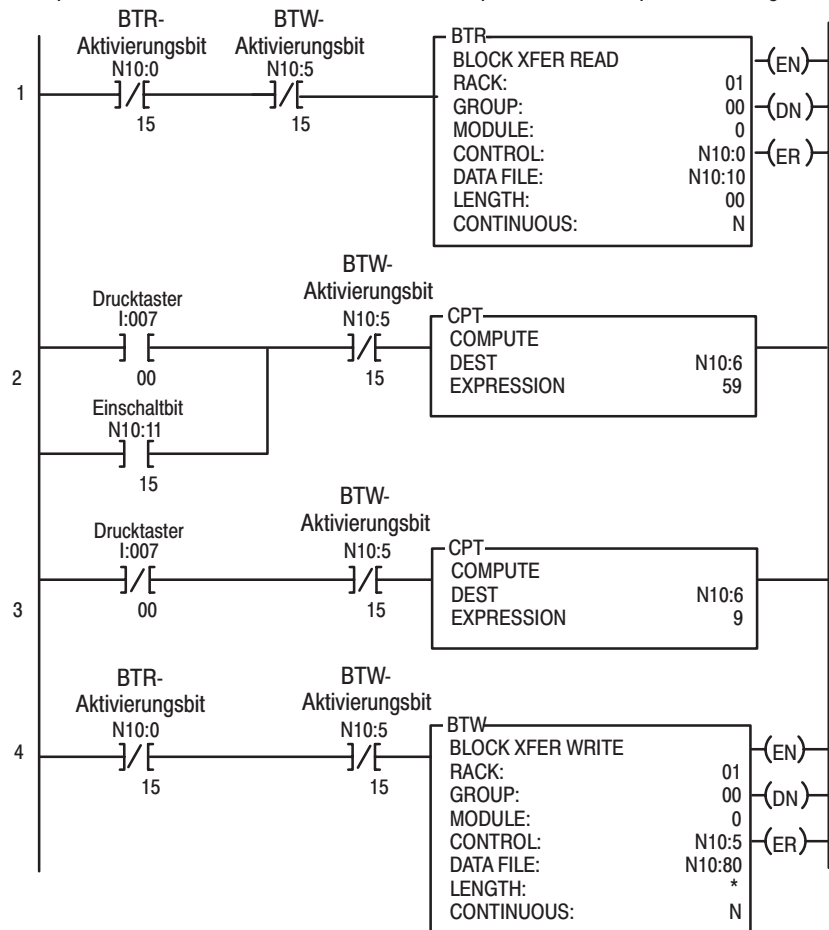 BTR-
Aktivierungsbit
N10:0
15
BTW-
Aktivierungsbit
N10:5
15
1
BTR
BLOCK XFER READ
RACK: 01
GROUP: 00
MODULE: 0
CONTROL: N10:0
DATA FILE: N10:10
LENGTH: 00
CONTINUOUS: N
EN
DN
ER
Drucktaster
I:007
00
Einschaltbit
N10:11
15
BTW-
Aktivierungsbit
N10:5
15
2
CPT
COMPUTE
DEST N10:6
EXPRESSION 59
Drucktaster
I:007
00
BTW-
Aktivierungsbit
N10:5
15
3
CPT
COMPUTE
DEST N10:6
EXPRESSION 9
BTR-
Aktivierungsbit
N10:0
15
BTW-
Aktivierungsbit
N10:5
15
4
BTW
BLOCK XFER WRITE
RACK: 01
GROUP: 00
MODULE: 0
CONTROL: N10:5
DATA FILE: N10:80
LENGTH: *
CONTINUOUS: N
EN
DN
ER